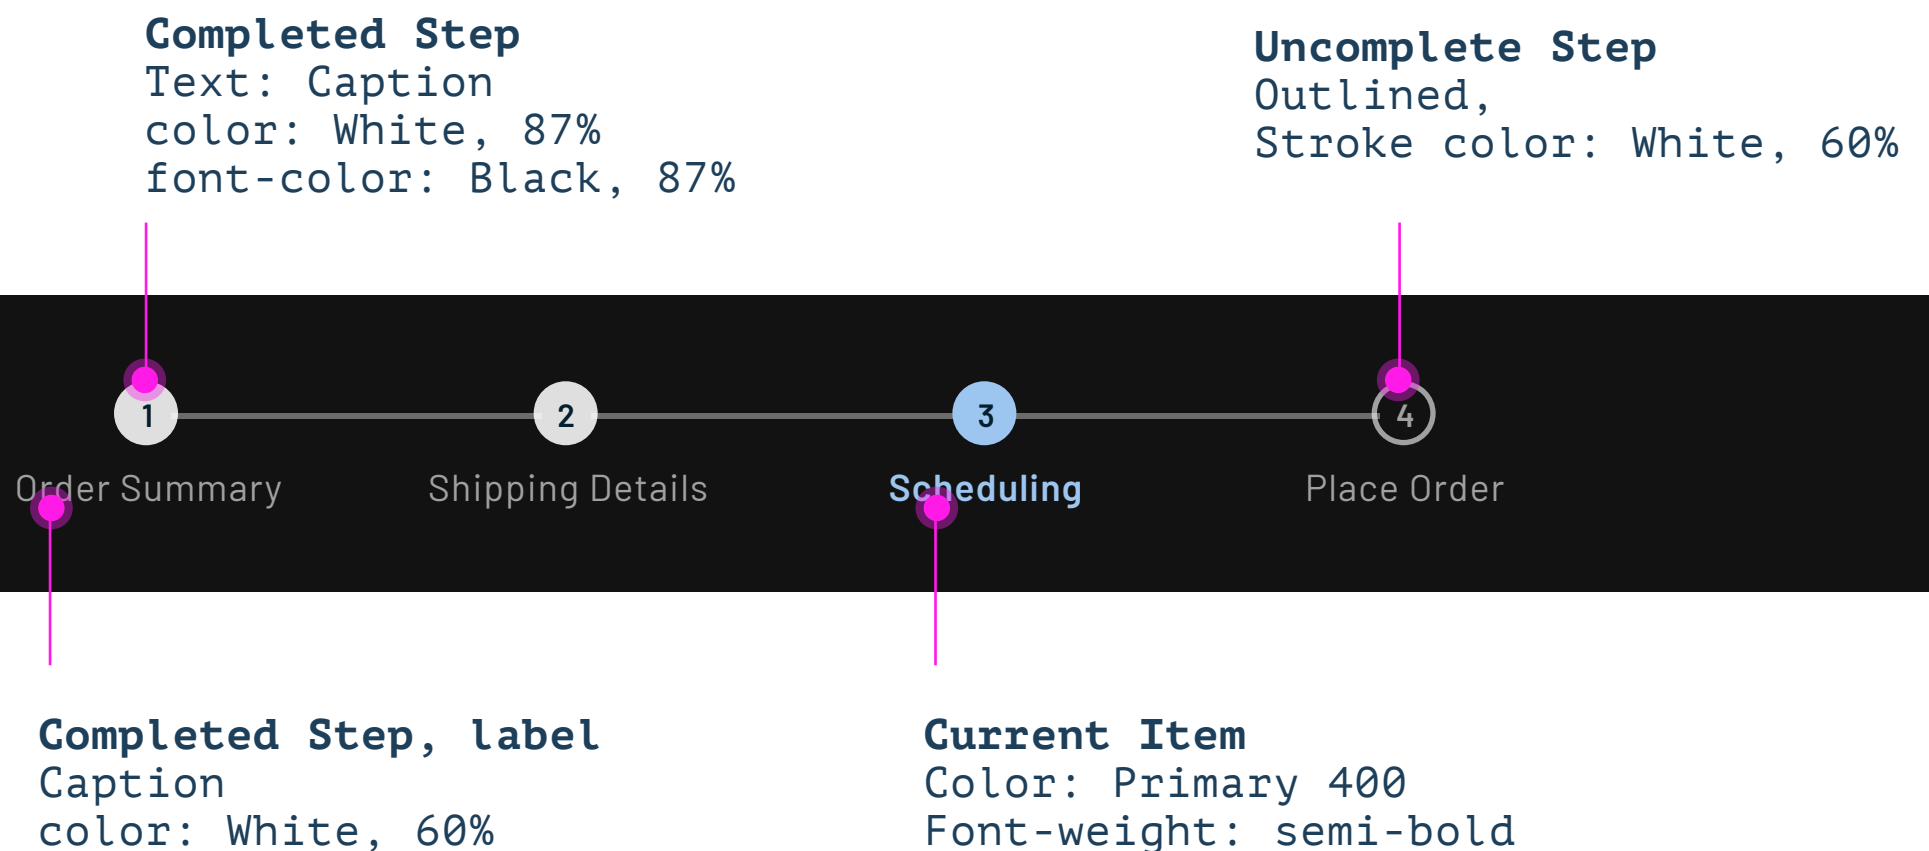 Completed Step
Text: Caption
color: White, 87%
font-color: Black, 87%
Uncomplete Step
Outlined,
Stroke color: White, 60%
1
2
3
4
Order Summary
Shipping Details
Scheduling
Place Order
Completed Step, label
Caption
color: White, 60%
Current Item
Color: Primary 400
Font-weight: semi-bold